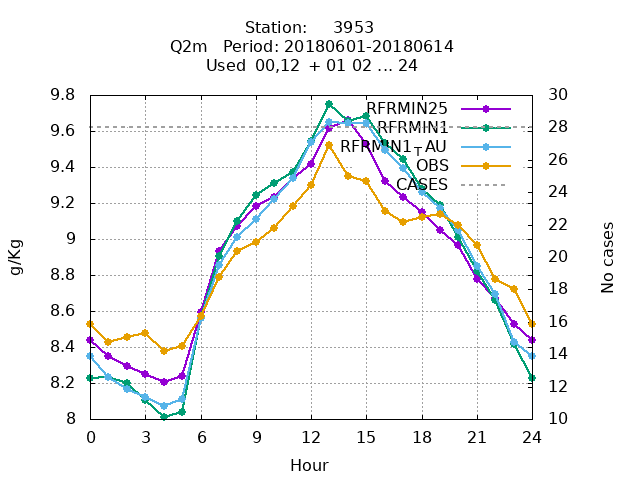 Station:     3953
Q2m   Period: 20180601-20180614
Used  00,12  + 01 02 ... 24
RFRMIN25
RFRMIN1
RFRMIN1_TAU
OBS
CASES
9.8
9.6
9.4
9.2
9
8.8
8.6
8.4
8.2
8
30
28
26
24
22
20
18
16
14
12
10
g/Kg
No cases
0 3 6 9 12 15 18 21 24
Hour